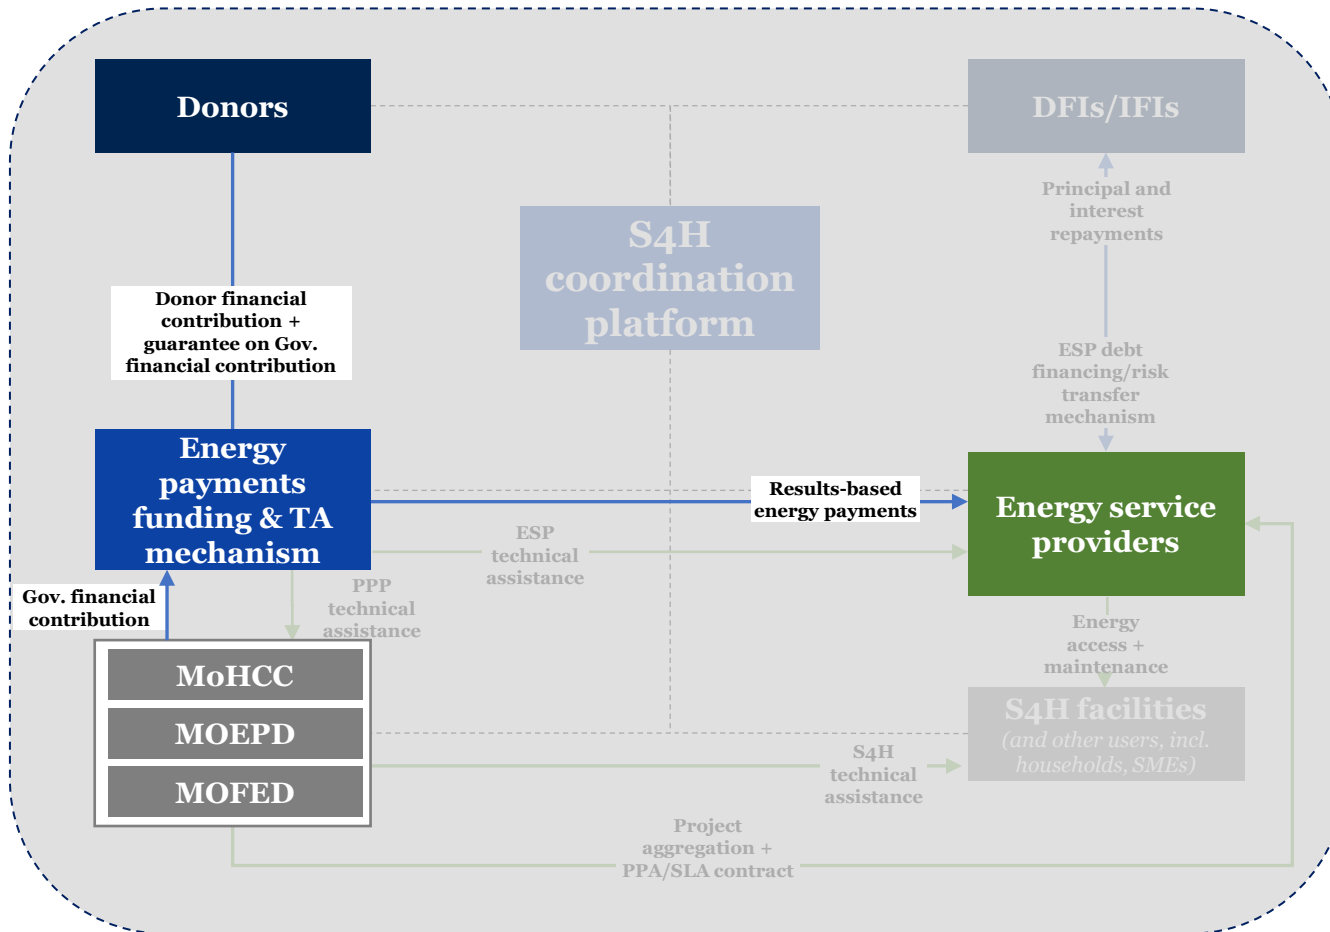 Donors
DFIs/IFIs
Principal and
interest
repayments
S4H
coordination
platform
Donor financial
contribution +
guarantee on Gov.
financial contribution
ESP debt
financing/risk
transfer
mechanism
Energy
payments
funding & TA
mechanism
Results-based
energy payments
Energy service
providers
ESP
technical
assistance
Gov. financial
contribution
PPP
technical
assistance
Energy
access +
maintenance
MoHCC
MOEPD
MOFED
S4H facilities
(and other users, incl.
households, SMEs)
S4H
technical
assistance
Project
aggregation +
PPA/SLA contract